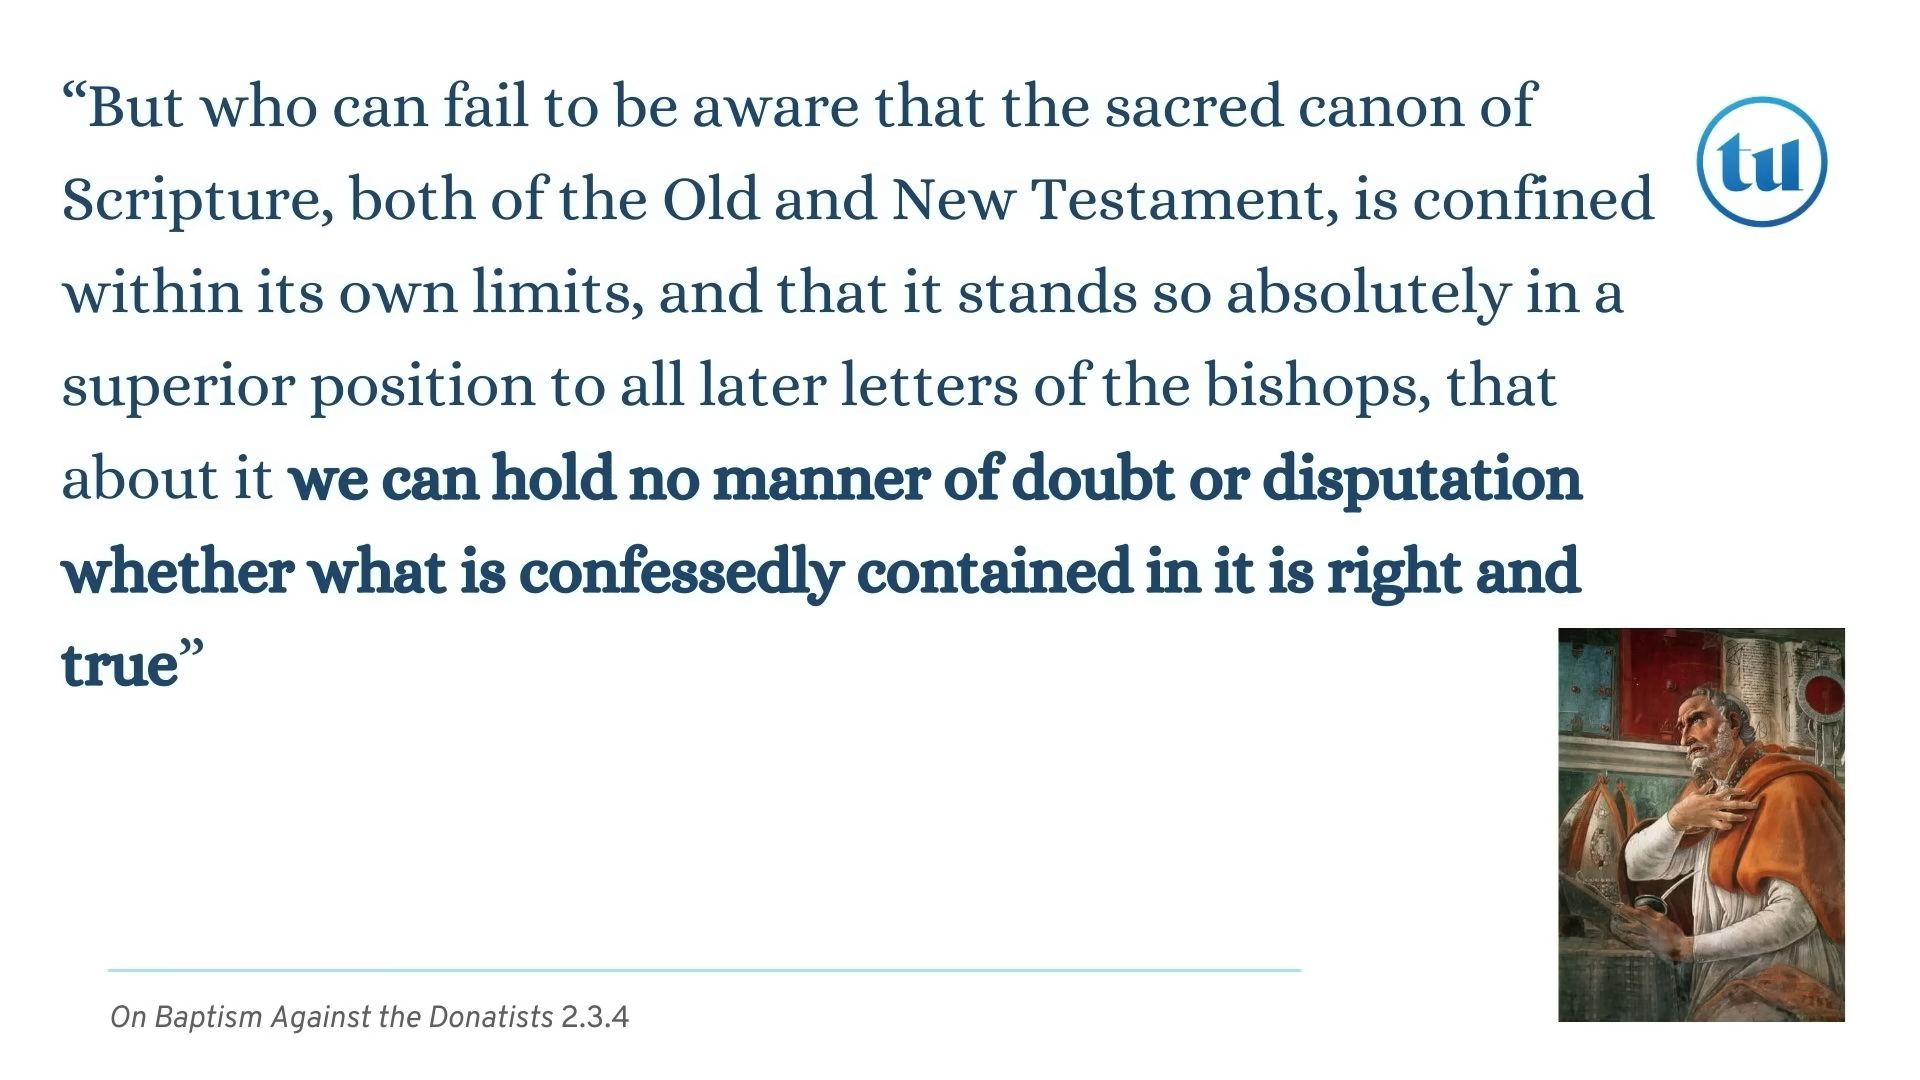 “But who can fail to be aware that the sacred canon of
Scripture, both of the Old and New Testament, is confined
within its own limits, and that it stands so absolutely in a
superior position to all later letters of the bishops, that
about it we can hold no manner of doubt or disputation
whether what is confessedly contained in it is right and
true”
tu
On Baptism Against the Donatists 2.3.4